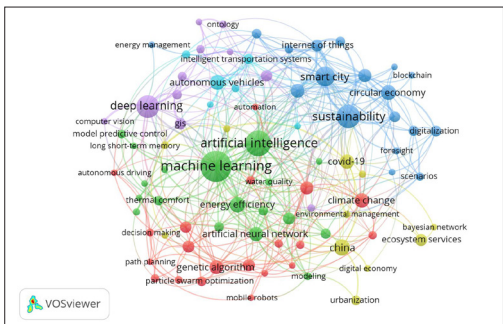 ontology
energy management
internet of things
intelligent transportation systems
smart city
blockchain
autonomous vehicles
circular economy
deep learning
automation
sustainability
computer vision
gis
digitalization
model predictive control
artificial intelligence
long short-term memory
covid-19
foresight
machine learning
autonomous driving
scenarios
water quality
thermal comfort
climate change
energy efficiency
environmental management
bayesian network
decision making
artificial neural network
china
ecosystem services
path planning
genetic algorithm
digital economy
particle swarm optimization
modeling
mobile robots
urbanization
VOSviewer